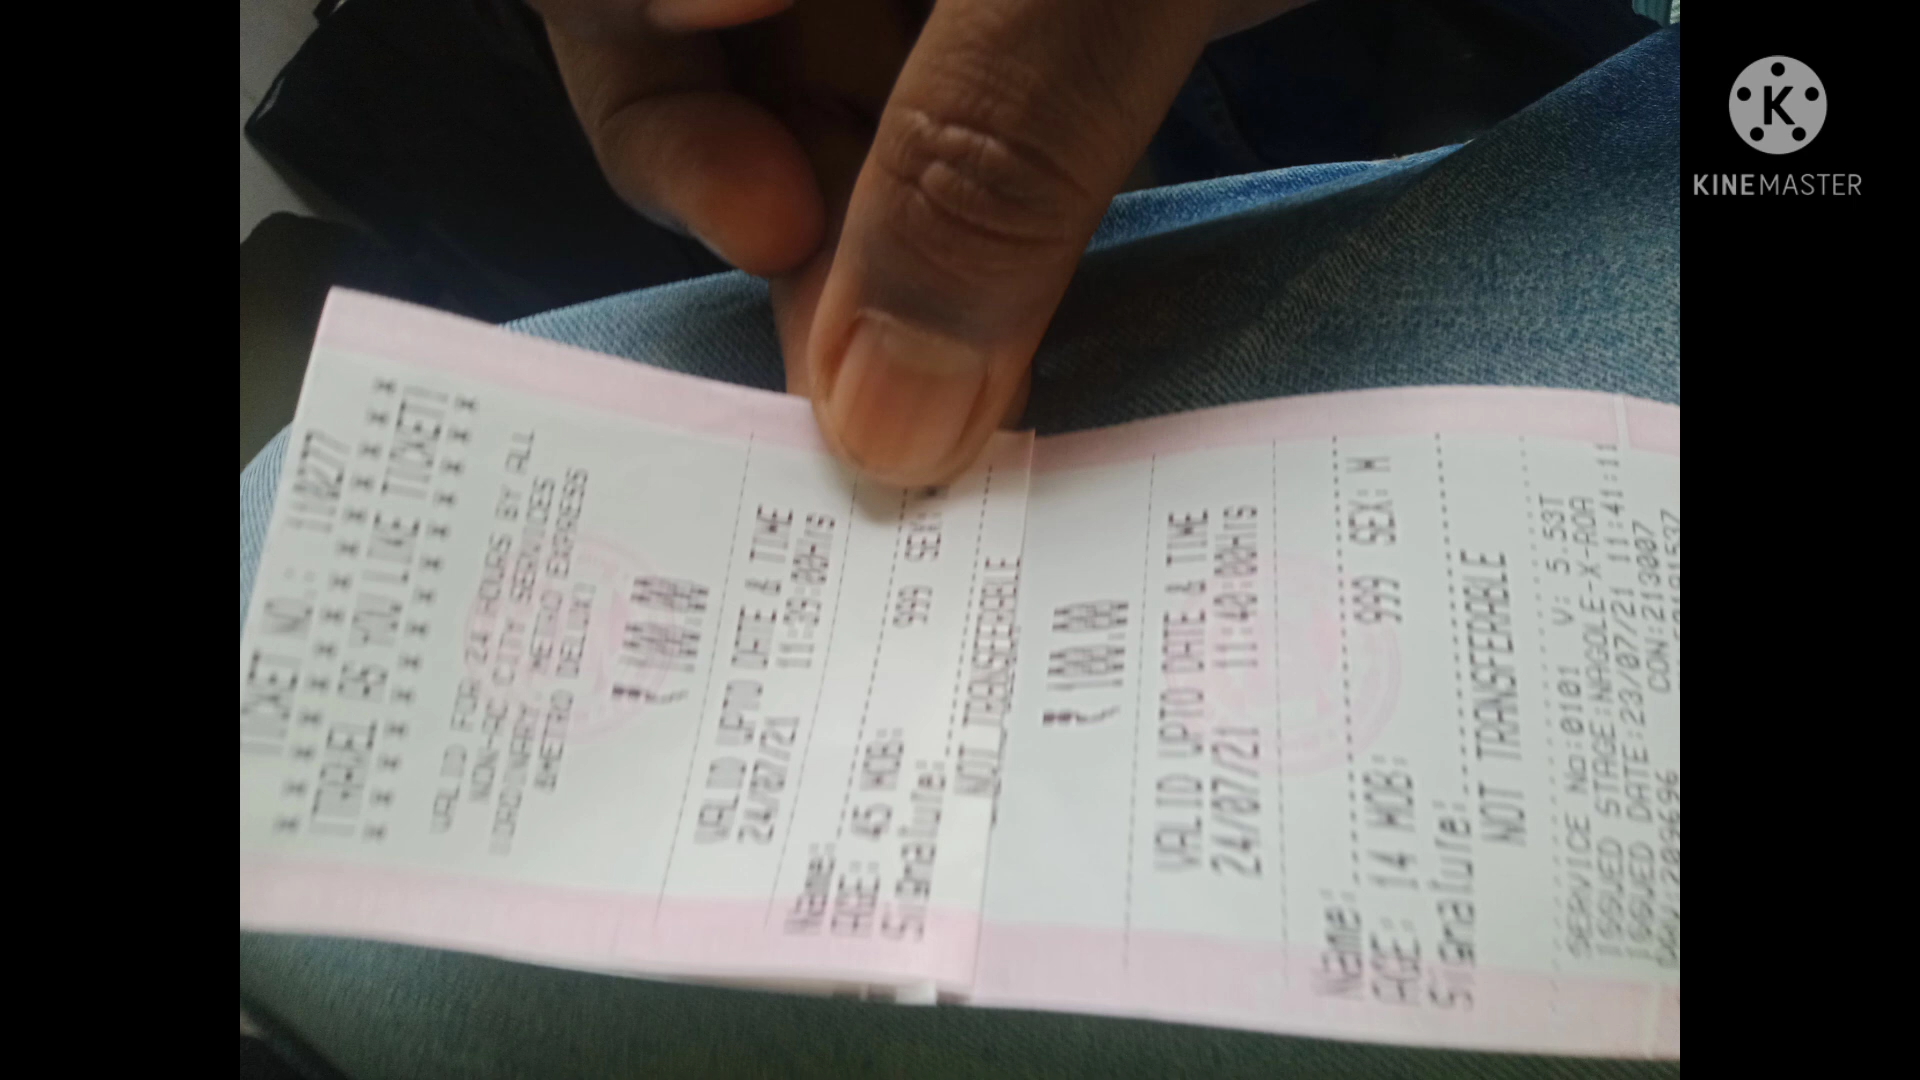 TICKET NO.: 110277
* * * * * * * * * * * *
TRAVEL AS YOU LIKE TICKET
* * * * * * * * * * * *
VALID FOR 24 HOURS BY ALL
NON-AC CITY SERVICES
(ORDINARY, METRO EXPRESS
&METRO DELUX)
₹ 100.00
VALID UPTO DATE & TIME
24/07/21 11:39:00Hrs
Name:
AGE: 45 MOB: 999 SEX:
Signature:
NOT TRANSFERABLE
₹ 100.00
VALID UPTO DATE & TIME
24/07/21 11:40:00Hrs
Name:
AGE: 14 MOB: 999 SEX: M
Signature:
NOT TRANSFERABLE
SERVICE No:0101 V: 5.53T
ISSUED STAGE:NAGOLE-X-ROA
ISSUED DATE:23/07/21 11:41:11
CON:213007
KINEMASTER